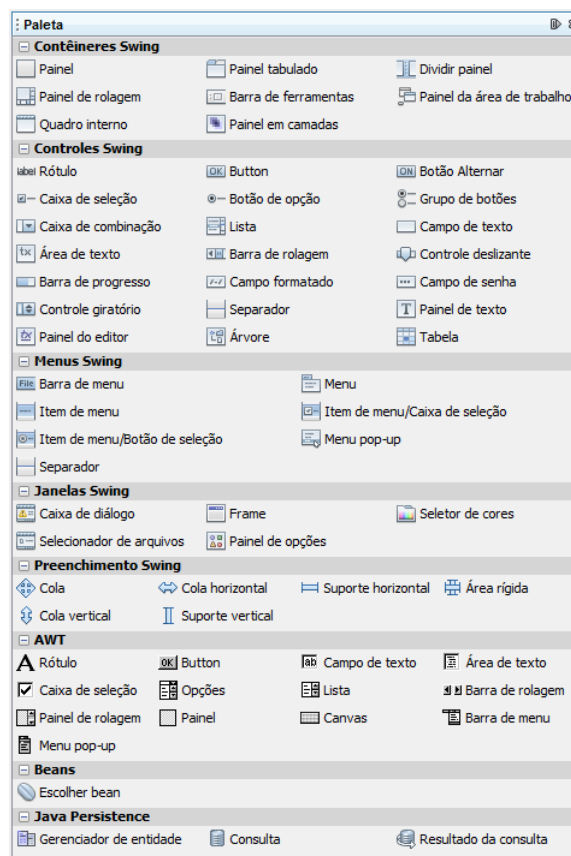 Paleta
Contêineres Swing
Painel Painel tabulado Dividir painel
Painel de rolagem Barra de ferramentas Painel da área de trabalho
Quadro interno Painel em camadas
Controles Swing
label Rótulo OK Button ON Botão Alternar
Caixa de seleção Botão de opção Grupo de botões
Caixa de combinação Lista Campo de texto
tx Área de texto Barra de rolagem Controle deslizante
Barra de progresso Campo formatado Campo de senha
Controle giratório Separador T Painel de texto
tx Painel do editor Árvore Tabela
Menus Swing
File Barra de menu Menu
Item de menu Item de menu/Caixa de seleção
Item de menu/Botão de seleção Menu pop-up
Separador
Janelas Swing
Caixa de diálogo Frame Seletor de cores
Selecionador de arquivos Painel de opções
Preenchimento Swing
Cola Cola horizontal Suporte horizontal Área rígida
Cola vertical Suporte vertical
AWT
A Rótulo OK Button ab Campo de texto Área de texto
Caixa de seleção Opções Lista Barra de rolagem
Painel de rolagem Painel Canvas Barra de menu
Menu pop-up
Beans
Escolher bean
Java Persistence
Gerenciador de entidade Consulta Resultado da consulta